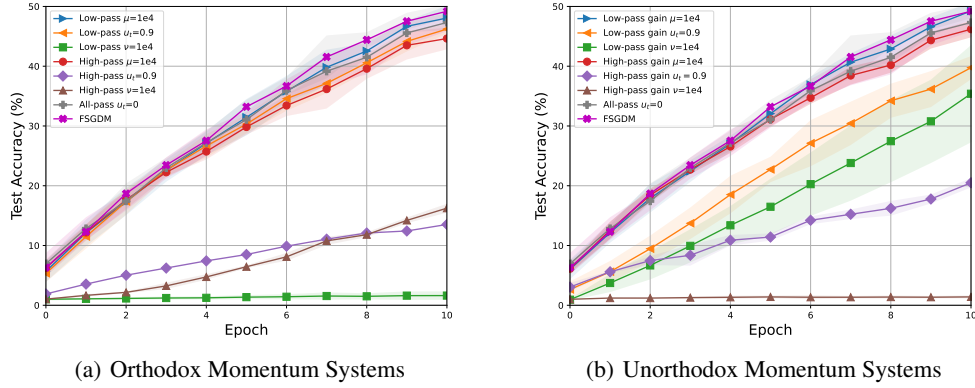 Test Accuracy (%)
50
40
30
20
10
0
Low-pass μ=1e4
Low-pass u_t=0.9
Low-pass ν=1e4
High-pass μ=1e4
High-pass u_t=0.9
High-pass ν=1e4
All-pass u_t=0
FSGDM
0 2 4 6 8 10
Epoch
(a) Orthodox Momentum Systems
Test Accuracy (%)
50
40
30
20
10
0
Low-pass gain μ=1e4
Low-pass gain u_t=0.9
Low-pass gain ν=1e4
High-pass gain μ=1e4
High-pass gain u_t = 0.9
High-pass gain ν=1e4
All-pass u_t=0
FSGDM
0 2 4 6 8 10
Epoch
(b) Unorthodox Momentum Systems